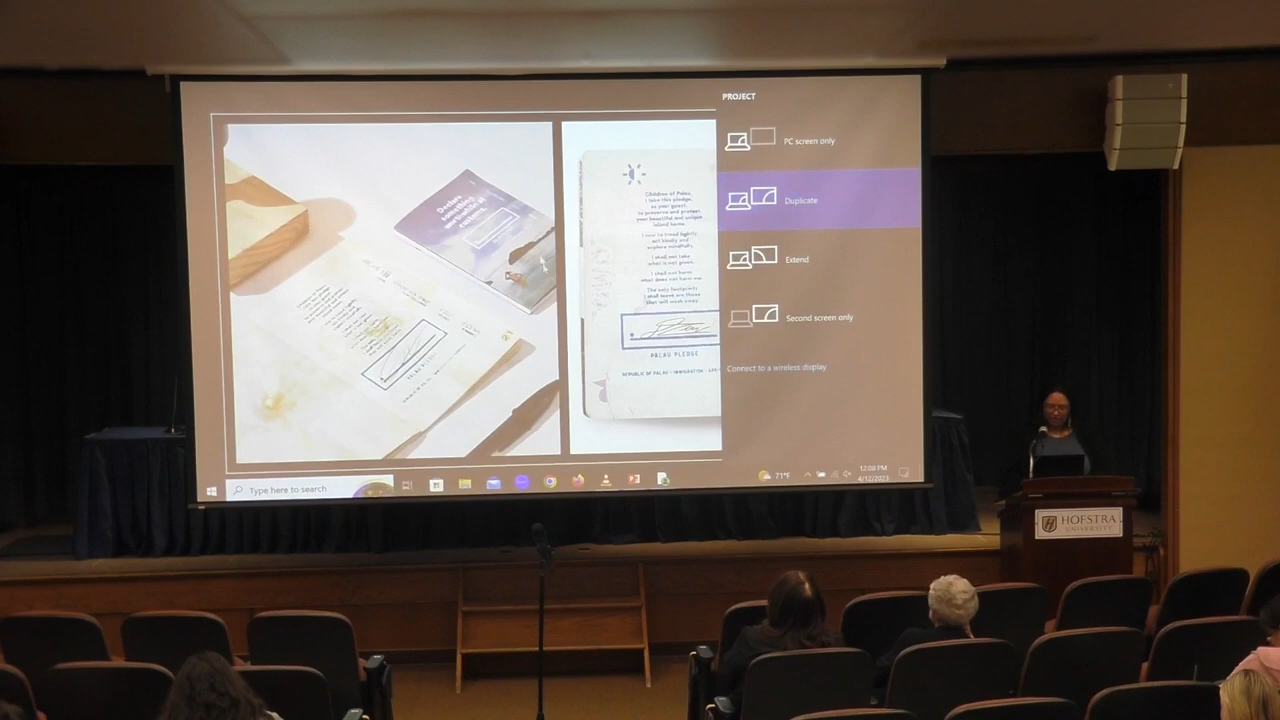 PROJECT
PC screen only
Duplicate
Extend
Second screen only
Connect to a wireless display
Declare
something
customs.
Children of Palau,
I take this pledge,
as your guest,
to preserve and protect
your beautiful and unique
island home.
I vow to tread lightly,
act kindly and
explore mindfully.
I shall not take
what is not given.
I shall not harm
what does not harm me.
The only footprints
I shall leave are those
that will wash away.
PALAU PLEDGE
REPUBLIC OF PALAU • IMMIGRATION •
Type here to search
71°F
12:08 PM
4/12/2023
HOFSTRA
UNIVERSITY